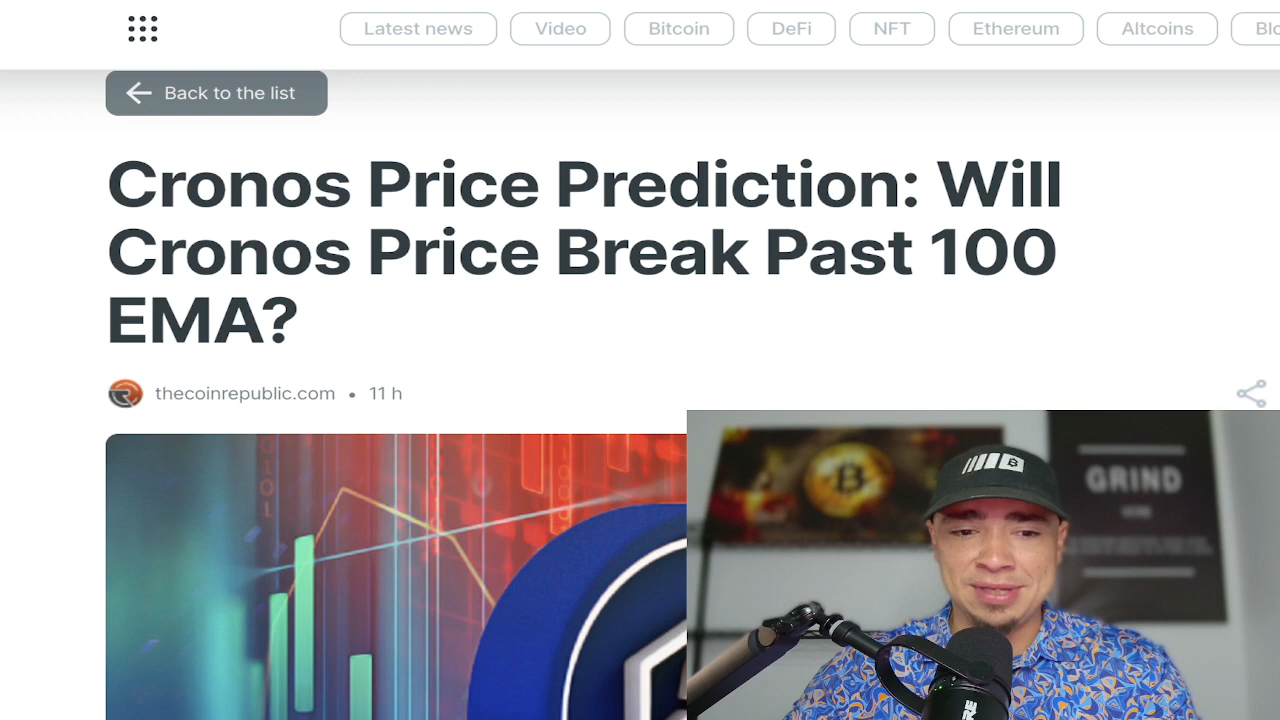 Latest news
Video
Bitcoin
DeFi
NFT
Ethereum
Altcoins
Blo
Back to the list
Cronos Price Prediction: Will
Cronos Price Break Past 100
EMA?
thecoinrepublic.com • 11 h
GRIND